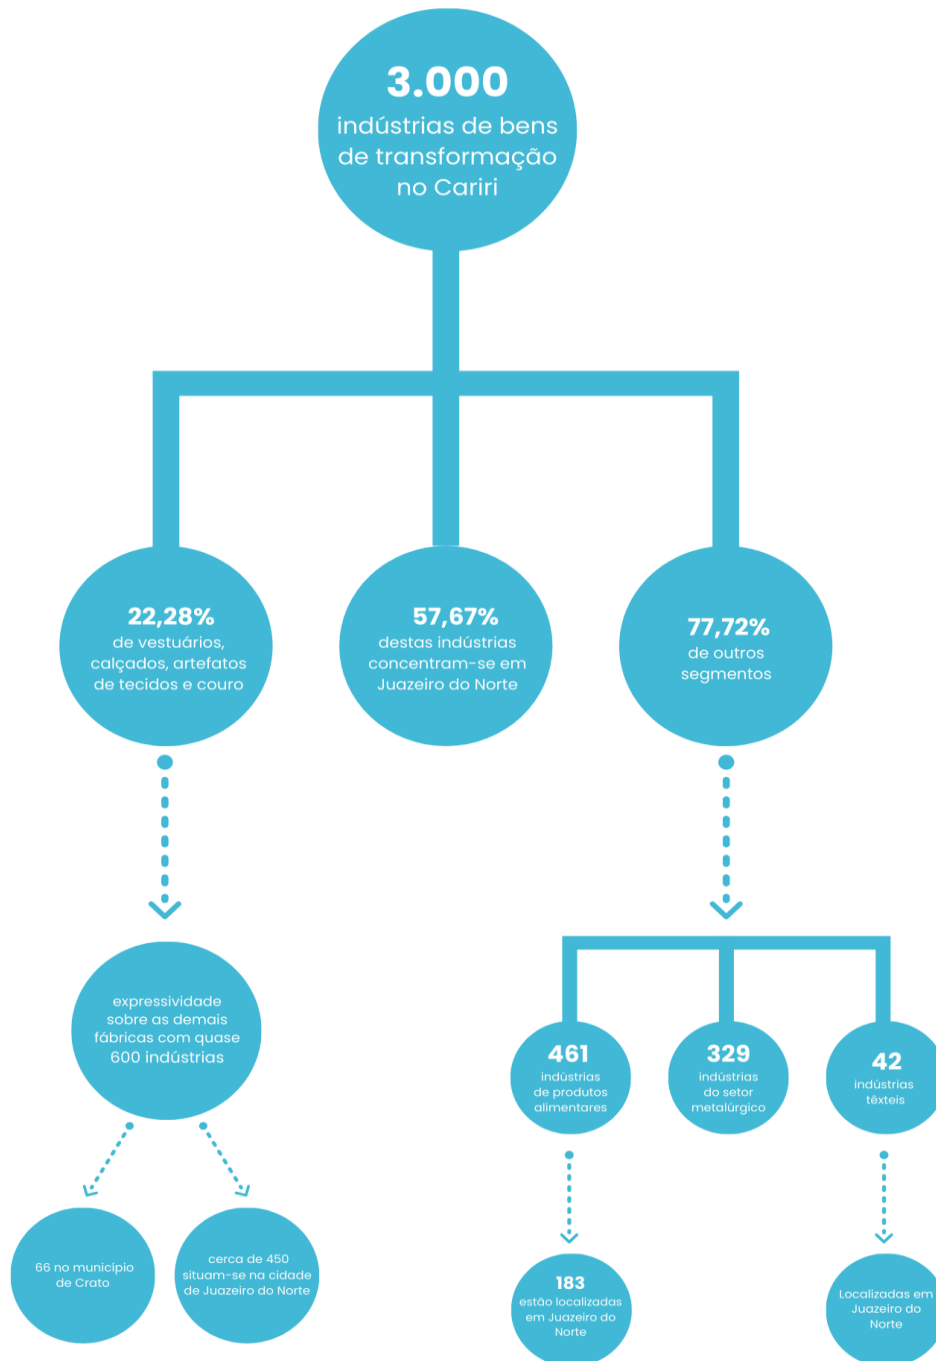 3.000
indústrias de bens
de transformação
no Cariri
22,28%
de vestuários,
calçados, artefatos
de tecidos e couro
57,67%
destas indústrias
concentram-se em
Juazeiro do Norte
77,72%
de outros
segmentos
expressividade
sobre as demais
fábricas com quase
600 indústrias
461
indústrias
de produtos
alimentares
329
indústrias
do setor
metalúrgico
42
indústrias
têxteis
66 no município
de Crato
cerca de 450
situam-se na cidade
de Juazeiro do Norte
183
estão localizadas
em Juazeiro do
Norte
Localizadas em
Juazeiro do
Norte